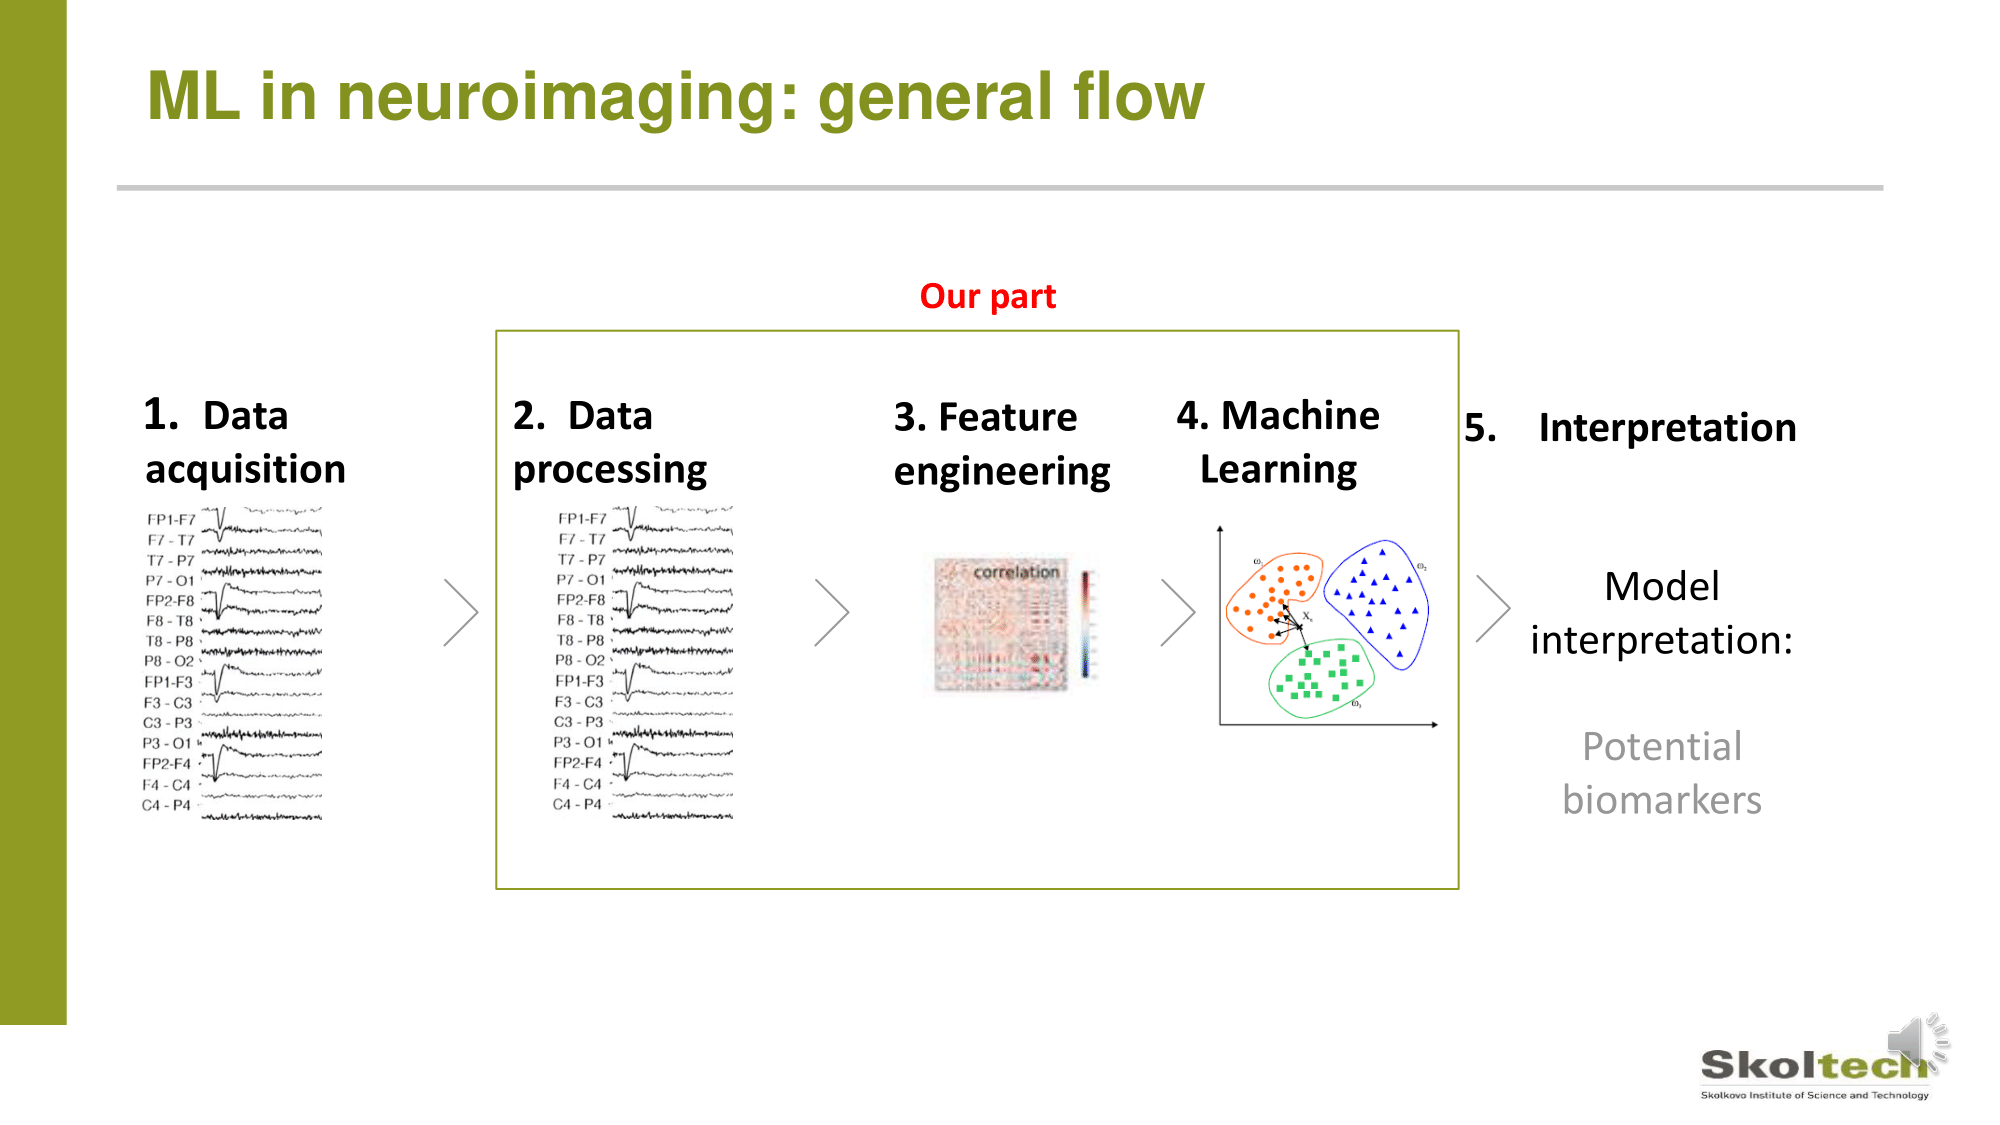 ML in neuroimaging: general flow
Our part
1. Data
acquisition
FP1-F7
F7 - T7
T7 - P7
P7 - O1
FP2-F8
F8 - T8
T8 - P8
P8 - O2
FP1-F3
F3 - C3
C3 - P3
P3 - O1
FP2-F4
F4 - C4
C4 - P4
2. Data
processing
FP1-F7
F7 - T7
T7 - P7
P7 - O1
FP2-F8
F8 - T8
T8 - P8
P8 - O2
FP1-F3
F3 - C3
C3 - P3
P3 - O1
FP2-F4
F4 - C4
C4 - P4
3. Feature
engineering
correlation
4. Machine
Learning
ω₁
ω₂
Xᵤ
ω₃
5. Interpretation
Model
interpretation:
Potential
biomarkers
Skoltech
Skolkovo Institute of Science and Technology